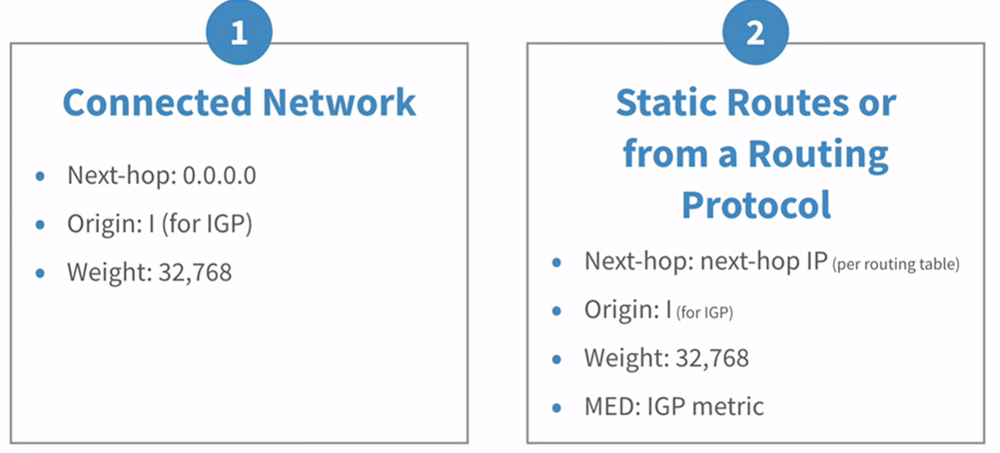 1
Connected Network
• Next-hop: 0.0.0.0
• Origin: I (for IGP)
• Weight: 32,768
2
Static Routes or
from a Routing
Protocol
• Next-hop: next-hop IP (per routing table)
• Origin: I (for IGP)
• Weight: 32,768
• MED: IGP metric